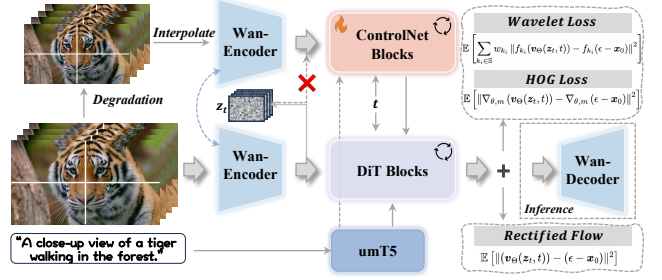 Interpolate
Wan-
Encoder
ControlNet
Blocks
Wavelet Loss
𝔼 [ ∑_{k_i∈𝕊} w_{k_i} ‖f_{k_i}(v_Θ(z_t, t)) − f_{k_i}(ϵ − x_0)‖² ]
HOG Loss
𝔼 [ ‖∇_{θ,m} (v_Θ(z_t, t)) − ∇_{θ,m} (ϵ − x_0)‖² ]
Degradation
z_t
t
Wan-
Encoder
DiT Blocks
+
Wan-
Decoder
Inference
"A close-up view of a tiger
walking in the forest."
umT5
Rectified Flow
𝔼 [ ‖(v_Θ(z_t, t)) − (ϵ − x_0)‖² ]